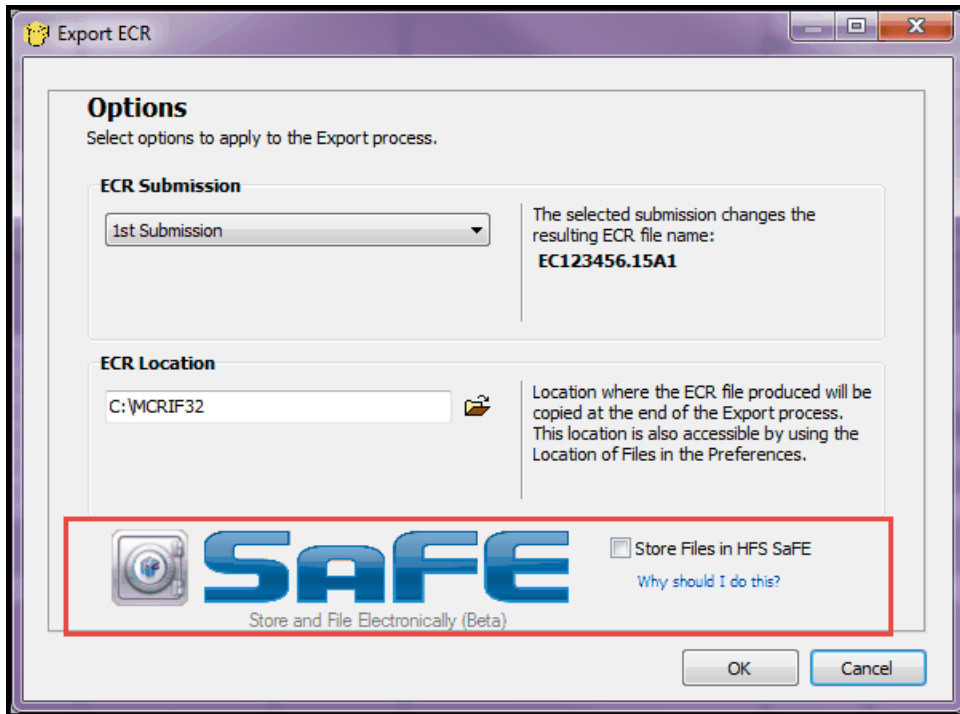 Export ECR
Options
Select options to apply to the Export process.
ECR Submission
1st Submission
The selected submission changes the
resulting ECR file name:
EC123456.15A1
ECR Location
C:\MCRIF32
Location where the ECR file produced will be
copied at the end of the Export process.
This location is also accessible by using the
Location of Files in the Preferences.
SaFE
Store and File Electronically (Beta)
Store Files in HFS SaFE
Why should I do this?
OK
Cancel